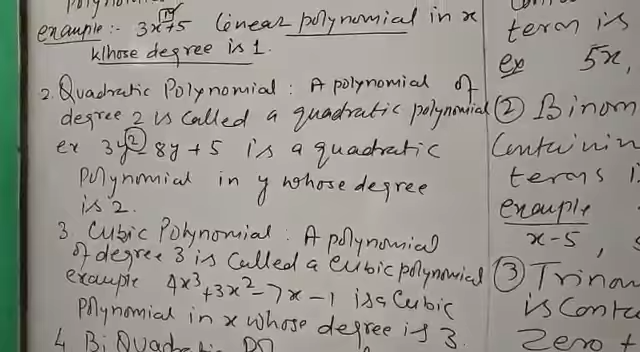 example:- 3x+5 linear polynomial in x
whose degree is 1.
2. Quadratic Polynomial : A polynomial of
degree 2 is called a quadratic polynomial
ex 3y²-8y+5 is a quadratic
polynomial in y whose degree
is 2.
3. Cubic Polynomial : A polynomial
of degree 3 is called a cubic polynomial
example 4x³+3x²-7x-1 is a cubic
Polynomial in x whose degree is 3.
4 Bi Quadratic
term is
ex 5x,
② Binom
Containin
terms
example
x-5,
③ Trinom
is Conta
Zero +